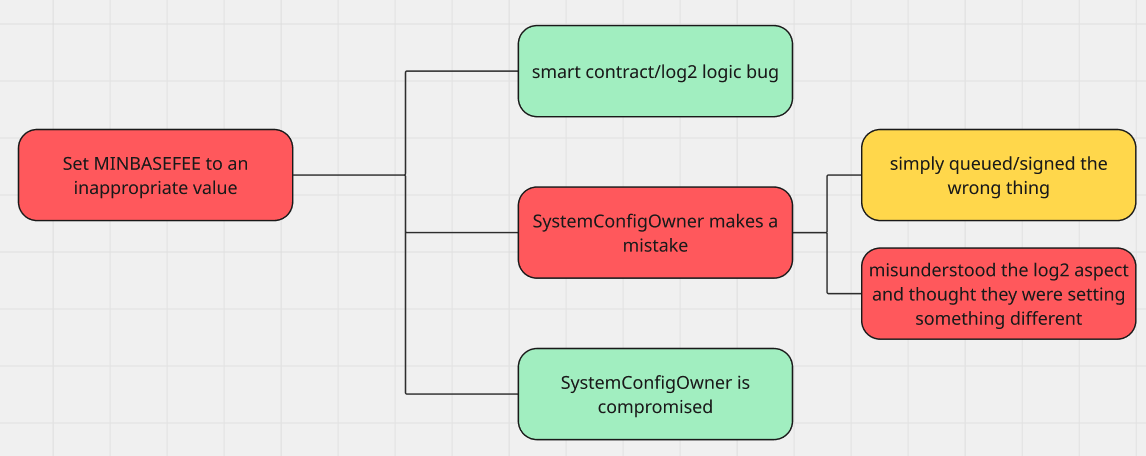 smart contract/log2 logic bug
Set MINBASEFEE to an
inappropriate value
simply queued/signed the
wrong thing
SystemConfigOwner makes a
mistake
misunderstood the log2 aspect
and thought they were setting
something different
SystemConfigOwner is
compromised